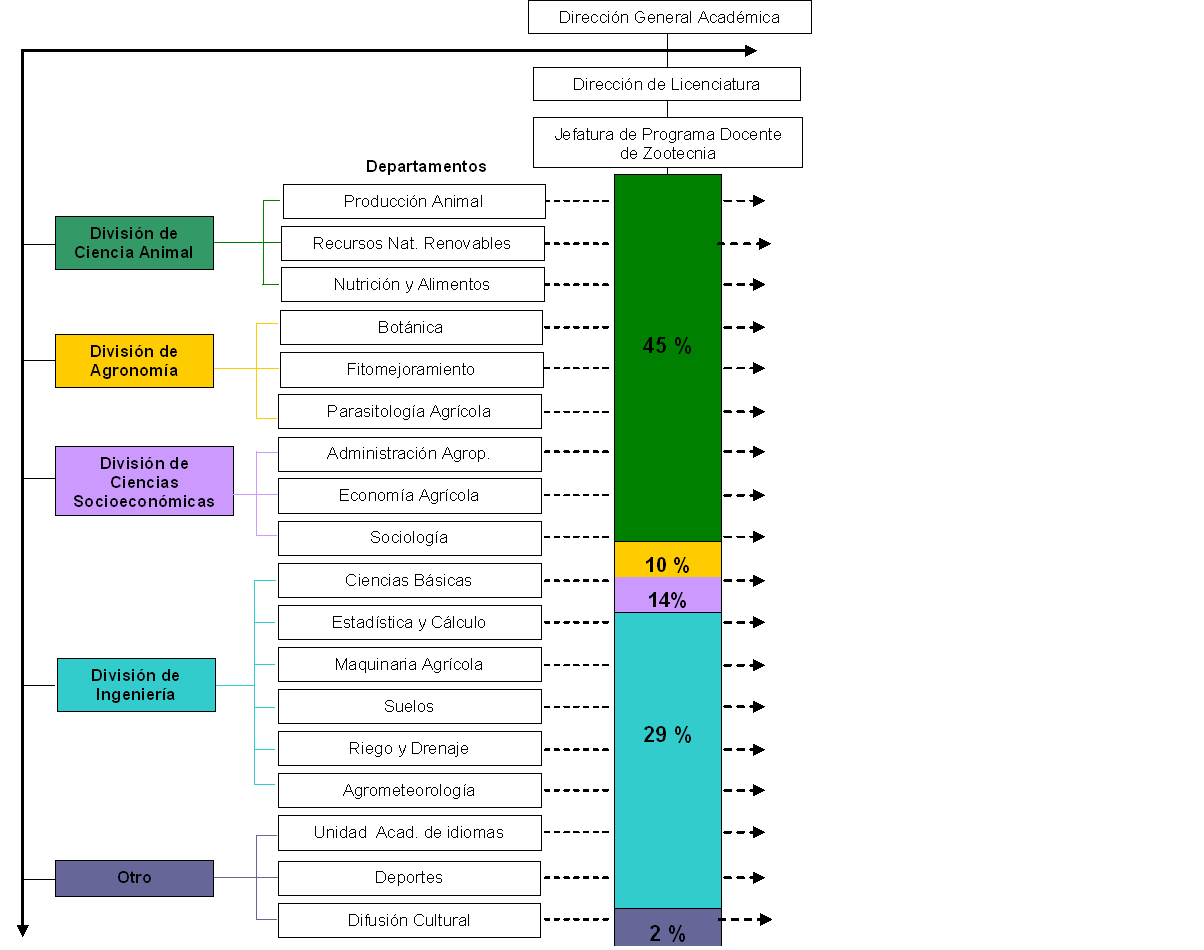 Dirección General Académica
Dirección de Licenciatura
Jefatura de Programa Docente
de Zootecnia
Departamentos
División de
Ciencia Animal
Producción Animal
Recursos Nat. Renovables
Nutrición y Alimentos
División de
Agronomía
Botánica
Fitomejoramiento
Parasitología Agrícola
División de
Ciencias
Socioeconómicas
Administración Agrop.
Economía Agrícola
Sociología
División de
Ingeniería
Ciencias Básicas
Estadística y Cálculo
Maquinaria Agrícola
Suelos
Riego y Drenaje
Agrometeorología
Otro
Unidad Acad. de idiomas
Deportes
Difusión Cultural
45 %
10 %
14%
29 %
2 %